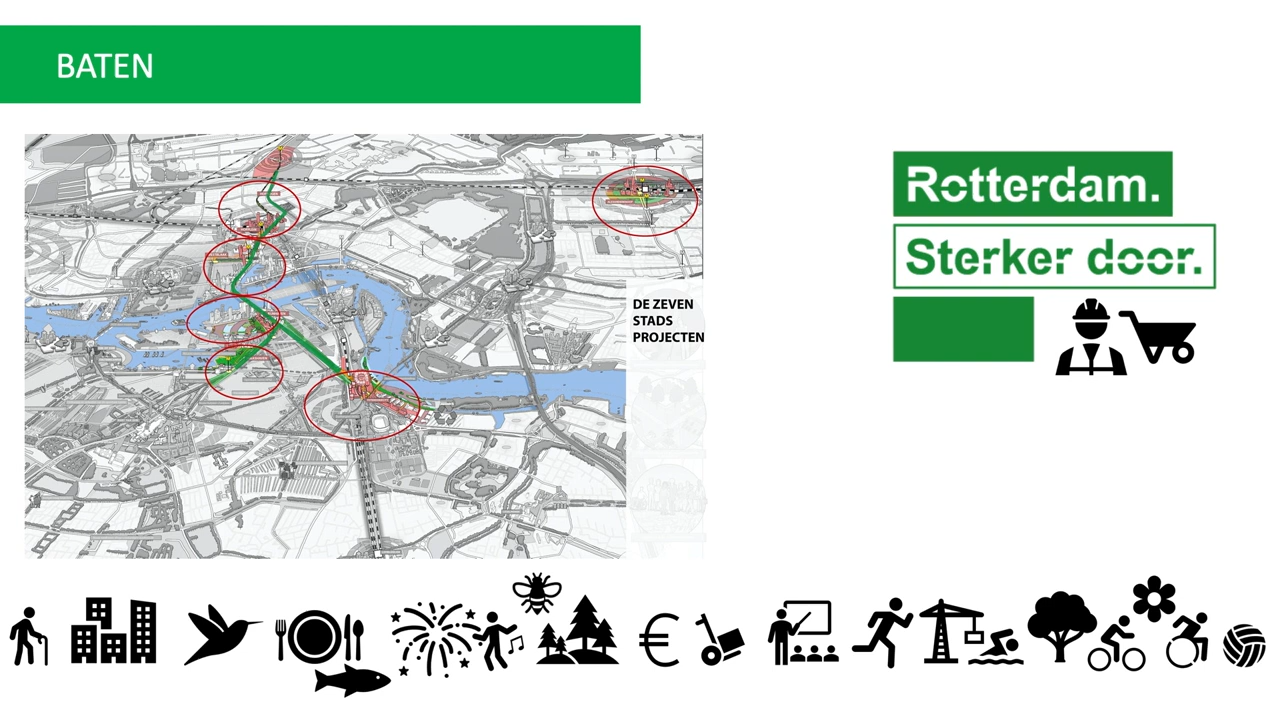 BATEN
DE ZEVEN
STADS
PROJECTEN
Rotterdam.
Sterker door.